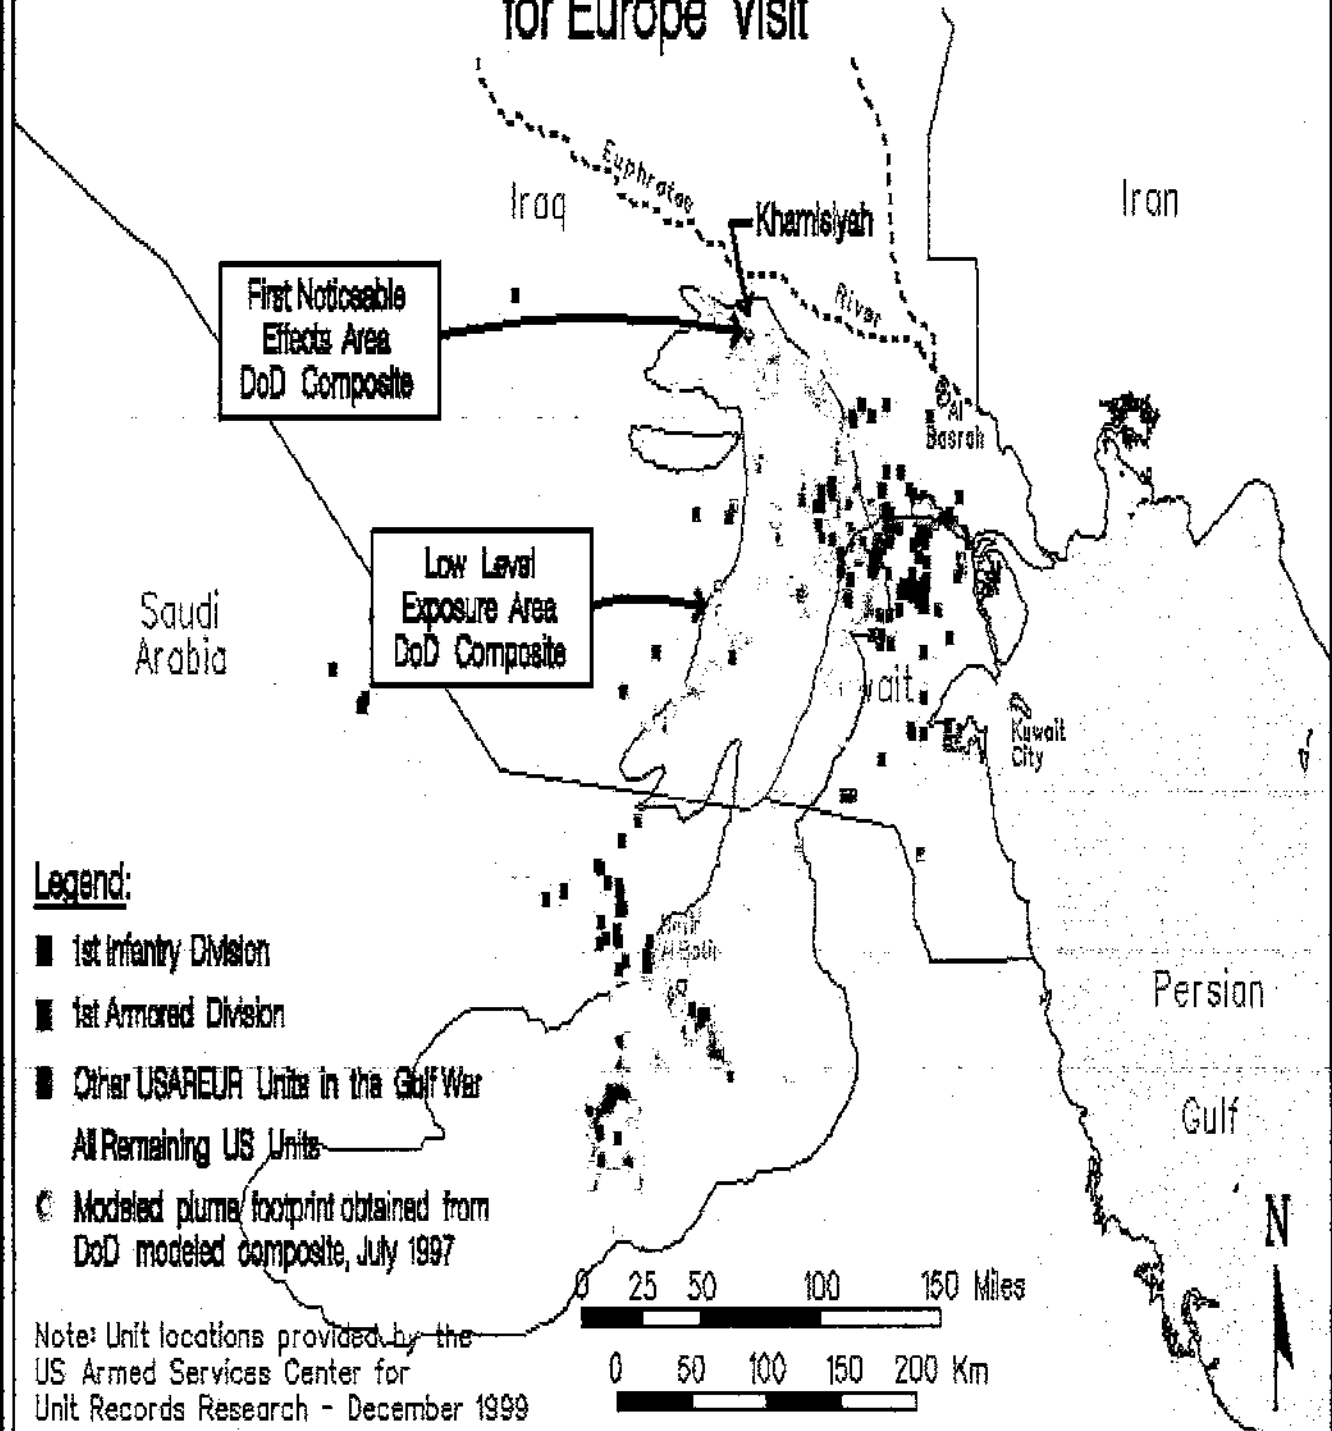 for Europe Visit
Euphrates
Iraq
Iran
Khamisiyah
First Noticeable
Effects Area
DoD Composite
River
Al
Basrah
Low Level
Exposure Area
DoD Composite
Saudi
Arabia
Kuwait
City
Legend:
1st Infantry Division
1st Armored Division
Other USAREUR Units in the Gulf War
All Remaining US Units
Modeled plume footprint obtained from
DoD modeled composite, July 1997
Persian
Gulf
N
0 25 50 100 150 Miles
0 50 100 150 200 Km
Note: Unit locations provided by the
US Armed Services Center for
Unit Records Research - December 1999